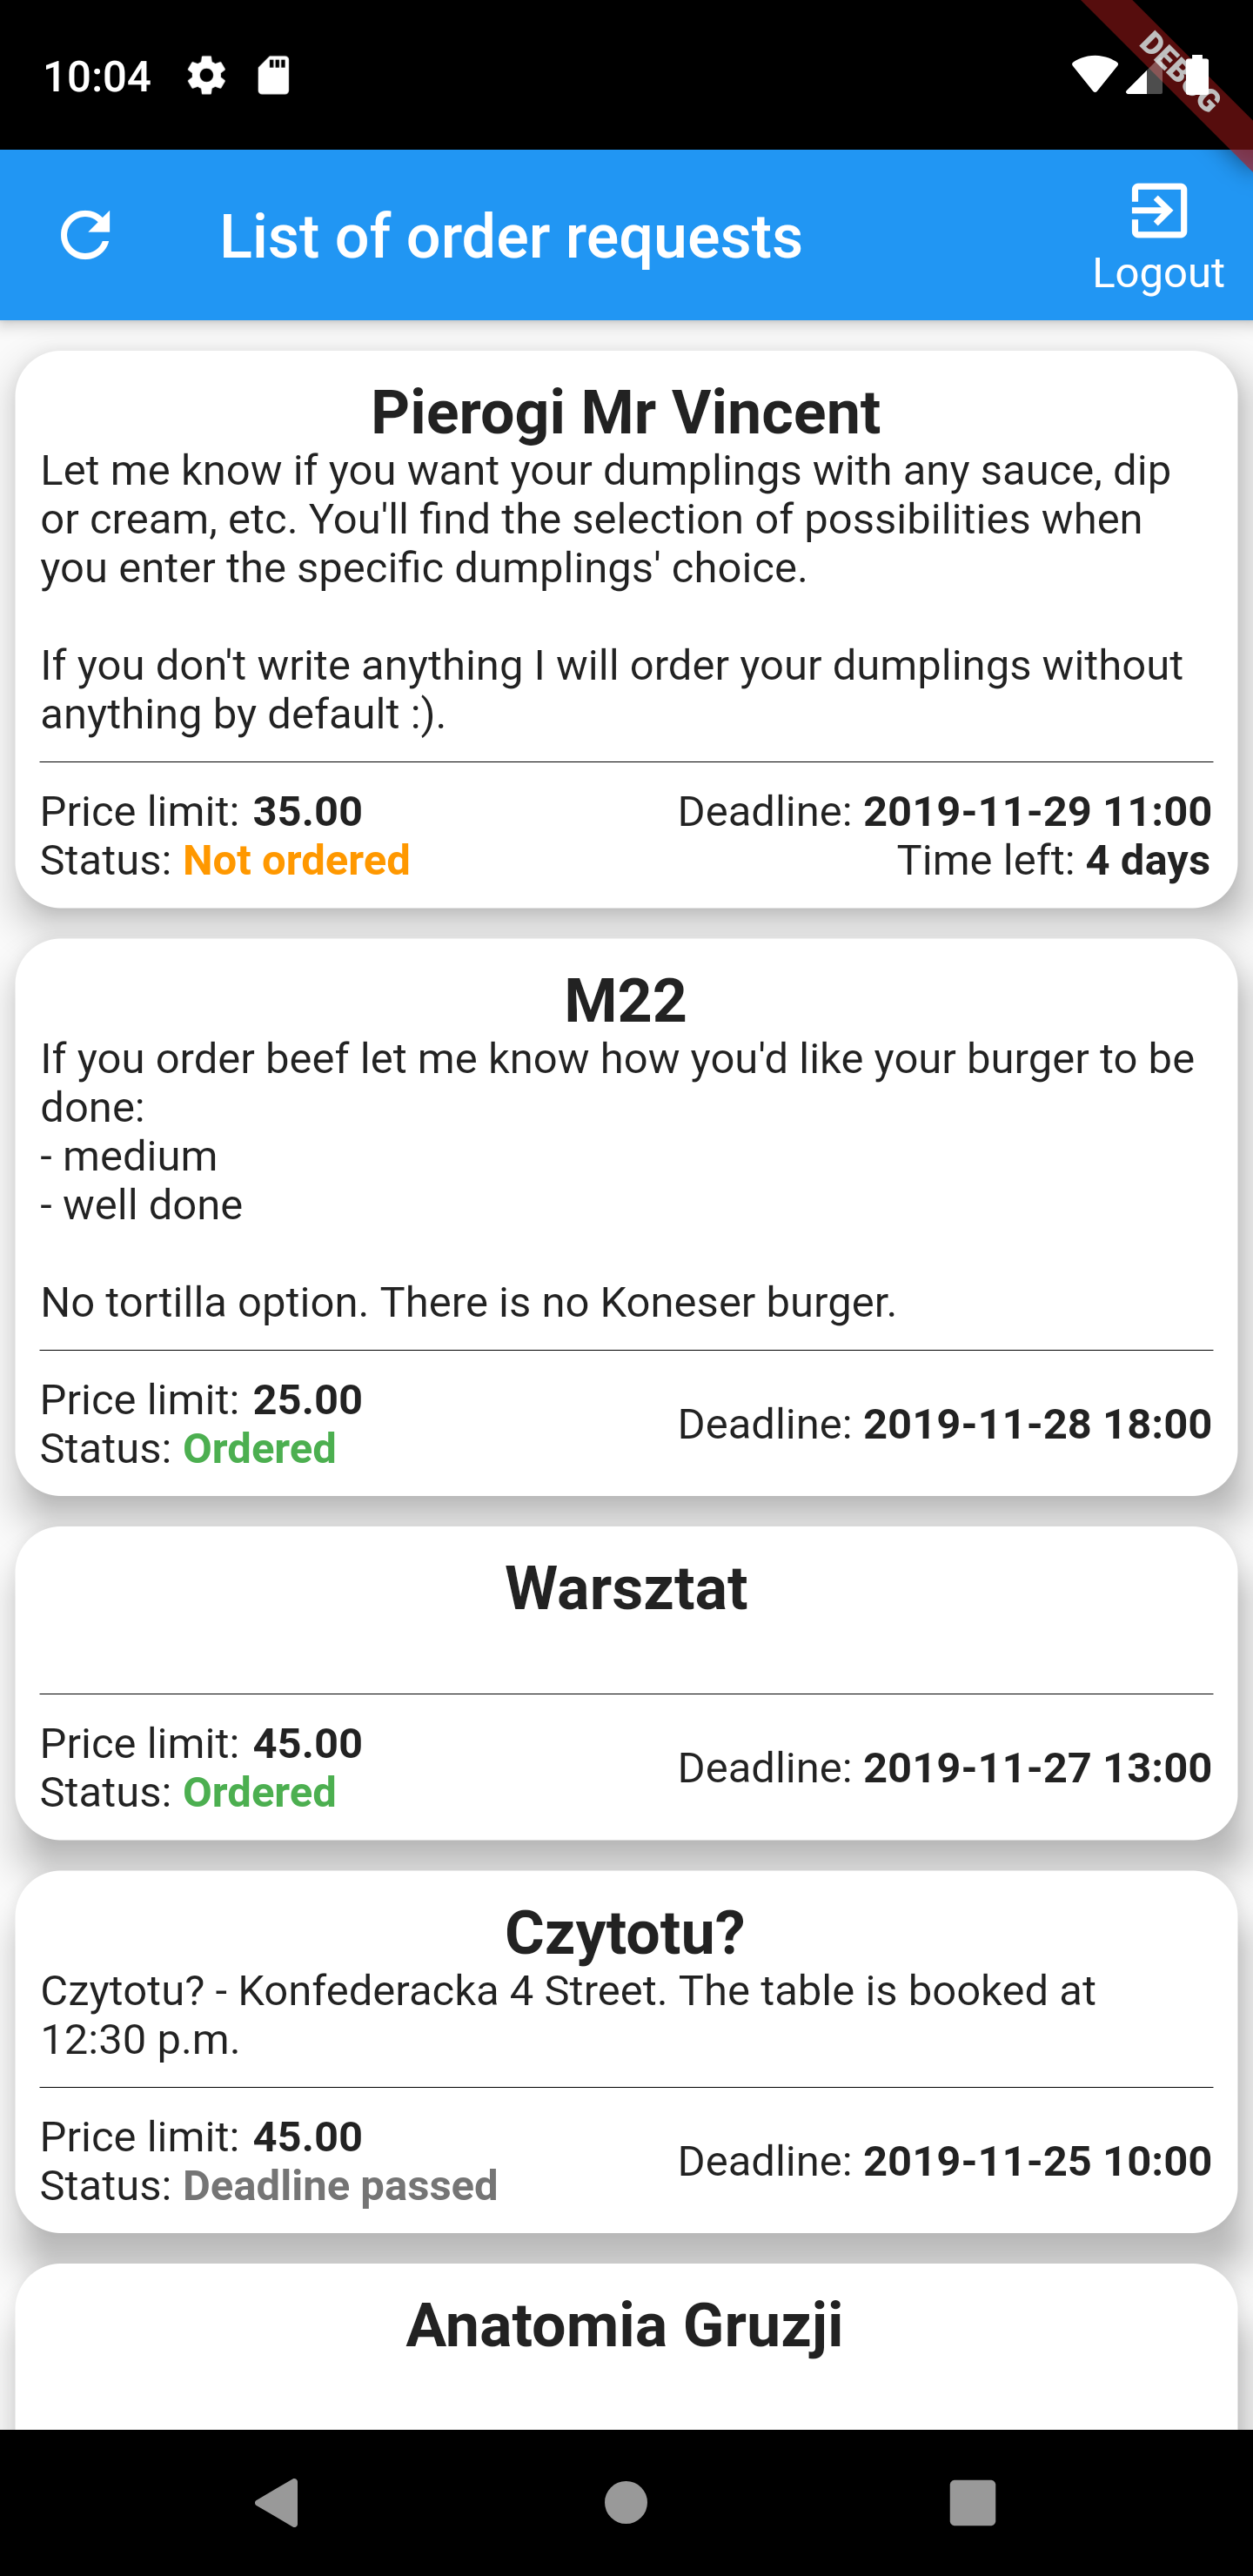 10:04
DEBUG
List of order requests
Logout
Pierogi Mr Vincent
Let me know if you want your dumplings with any sauce, dip
or cream, etc. You'll find the selection of possibilities when
you enter the specific dumplings' choice.
If you don't write anything I will order your dumplings without
anything by default :).
Price limit: 35.00
Deadline: 2019-11-29 11:00
Status: Not ordered
Time left: 4 days
M22
If you order beef let me know how you'd like your burger to be
done:
- medium
- well done
No tortilla option. There is no Koneser burger.
Price limit: 25.00
Status: Ordered
Deadline: 2019-11-28 18:00
Warsztat
Price limit: 45.00
Status: Ordered
Deadline: 2019-11-27 13:00
Czytotu?
Czytotu? - Konfederacka 4 Street. The table is booked at
12:30 p.m.
Price limit: 45.00
Status: Deadline passed
Deadline: 2019-11-25 10:00
Anatomia Gruzji